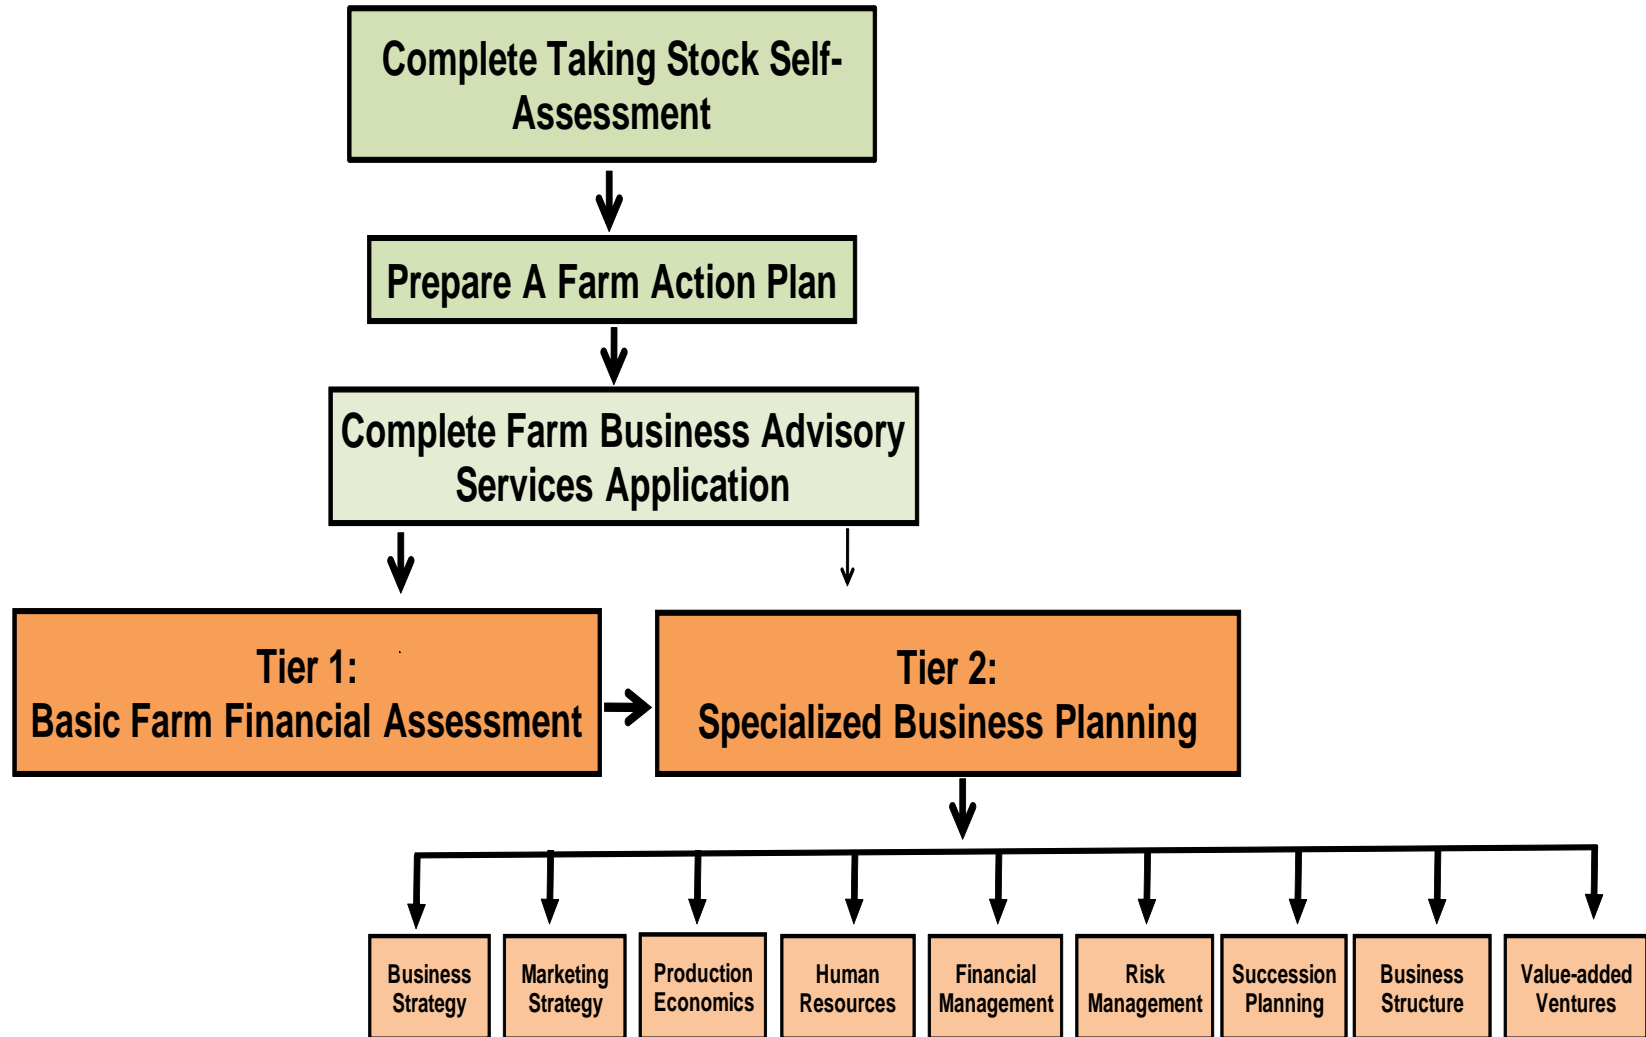 Complete Taking Stock Self-
Assessment
Prepare A Farm Action Plan
Complete Farm Business Advisory
Services Application
Tier 1:
Basic Farm Financial Assessment
Tier 2:
Specialized Business Planning
Business
Strategy
Marketing
Strategy
Production
Economics
Human
Resources
Financial
Management
Risk
Management
Succession
Planning
Business
Structure
Value-added
Ventures